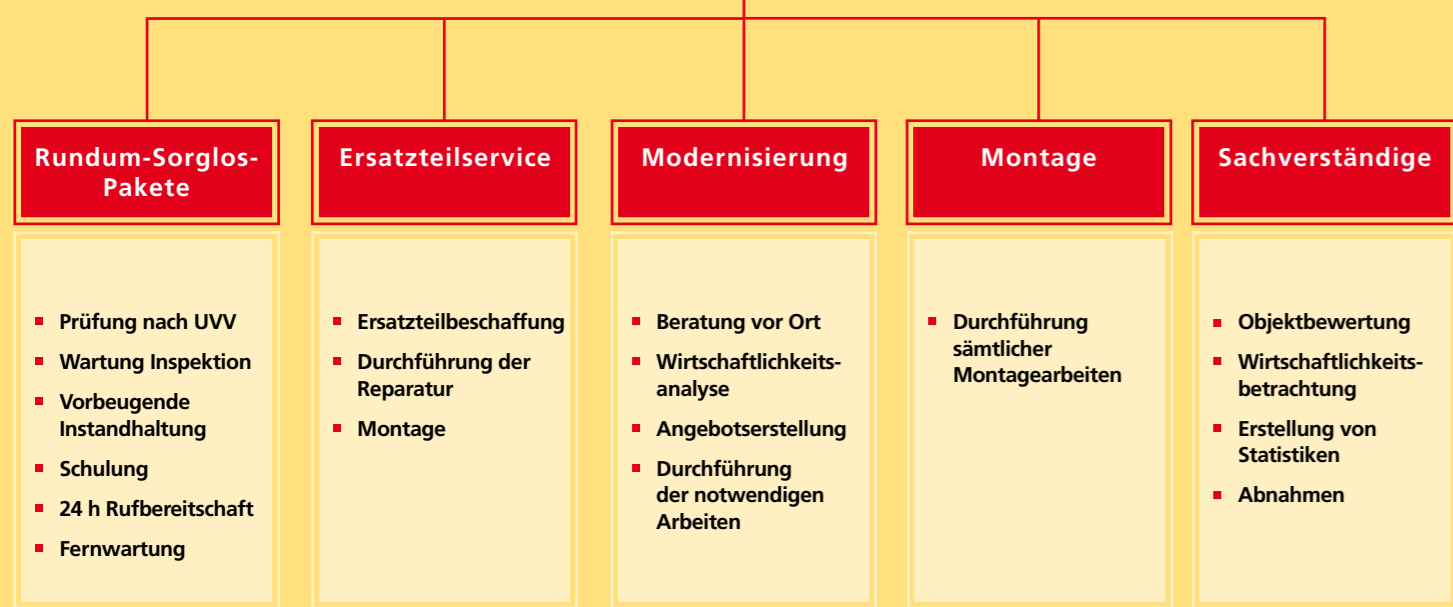 Rundum-Sorglos-
Pakete
Prüfung nach UVV
Wartung Inspektion
Vorbeugende
Instandhaltung
Schulung
24 h Rufbereitschaft
Fernwartung
Ersatzteilservice
Ersatzteilbeschaffung
Durchführung der
Reparatur
Montage
Modernisierung
Beratung vor Ort
Wirtschaftlichkeits-
analyse
Angebotserstellung
Durchführung
der notwendigen
Arbeiten
Montage
Durchführung
sämtlicher
Montagearbeiten
Sachverständige
Objektbewertung
Wirtschaftlichkeits-
betrachtung
Erstellung von
Statistiken
Abnahmen